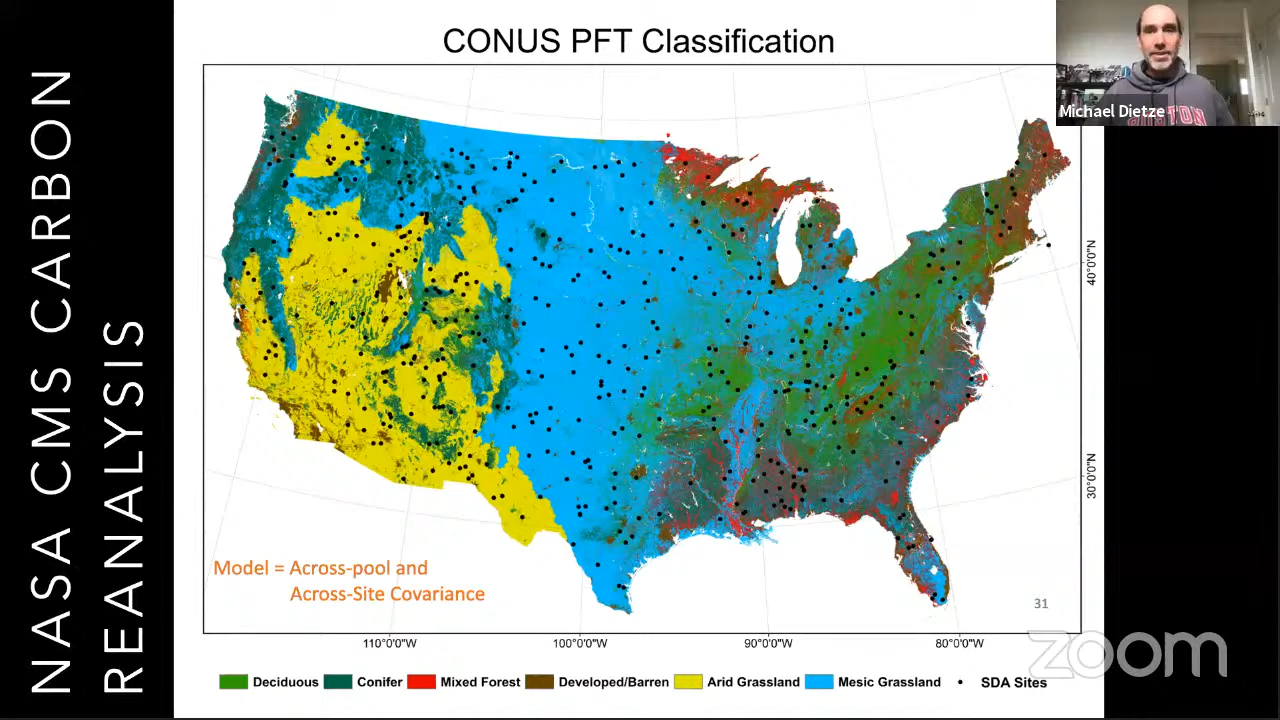 NASA CMS CARBON
REANALYSIS
CONUS PFT Classification
Michael Dietze
BOSTON
40°0'0"N
30°0'0"N
Model = Across-pool and
Across-Site Covariance
31
110°0'0"W
100°0'0"W
90°0'0"W
80°0'0"W
zoom
Deciduous Conifer Mixed Forest Developed/Barren Arid Grassland Mesic Grassland SDA Sites